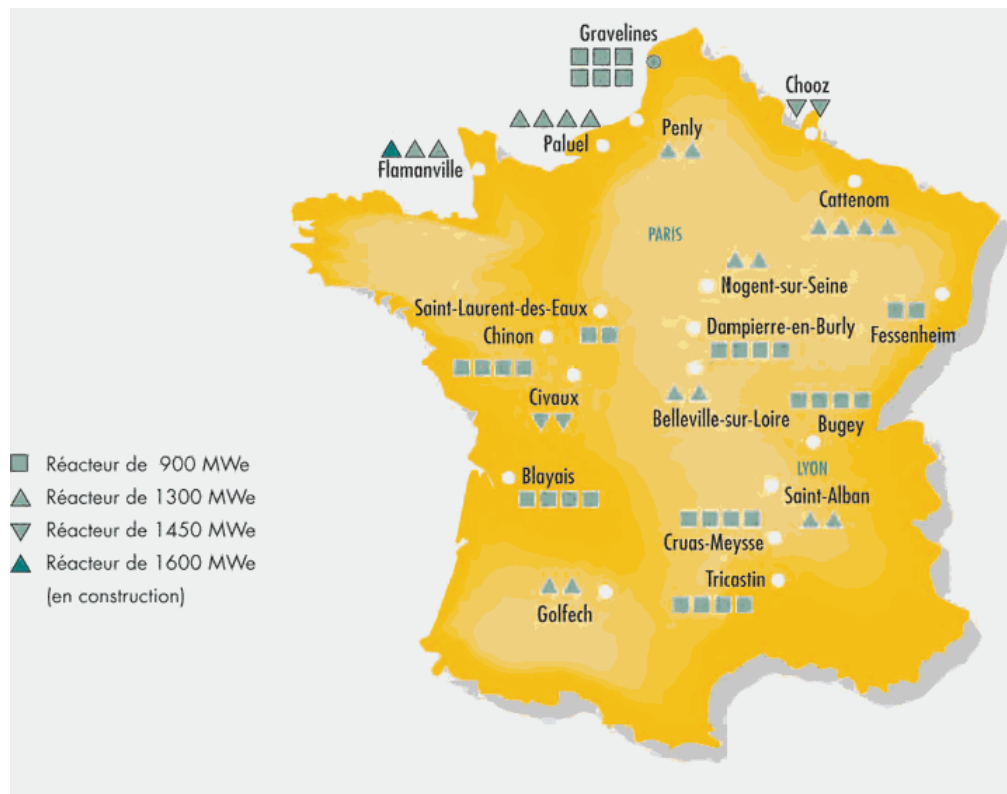 Gravelines
Chooz
Paluel
Penly
Flamanville
Cattenom
PARIS
Nogent-sur-Seine
Saint-Laurent-des-Eaux
Dampierre-en-Burly
Fessenheim
Chinon
Civaux
Belleville-sur-Loire
Bugey
LYON
Blayais
Saint-Alban
Cruas-Meysse
Tricastin
Golfech
Réacteur de 900 MWe
Réacteur de 1300 MWe
Réacteur de 1450 MWe
Réacteur de 1600 MWe
(en construction)